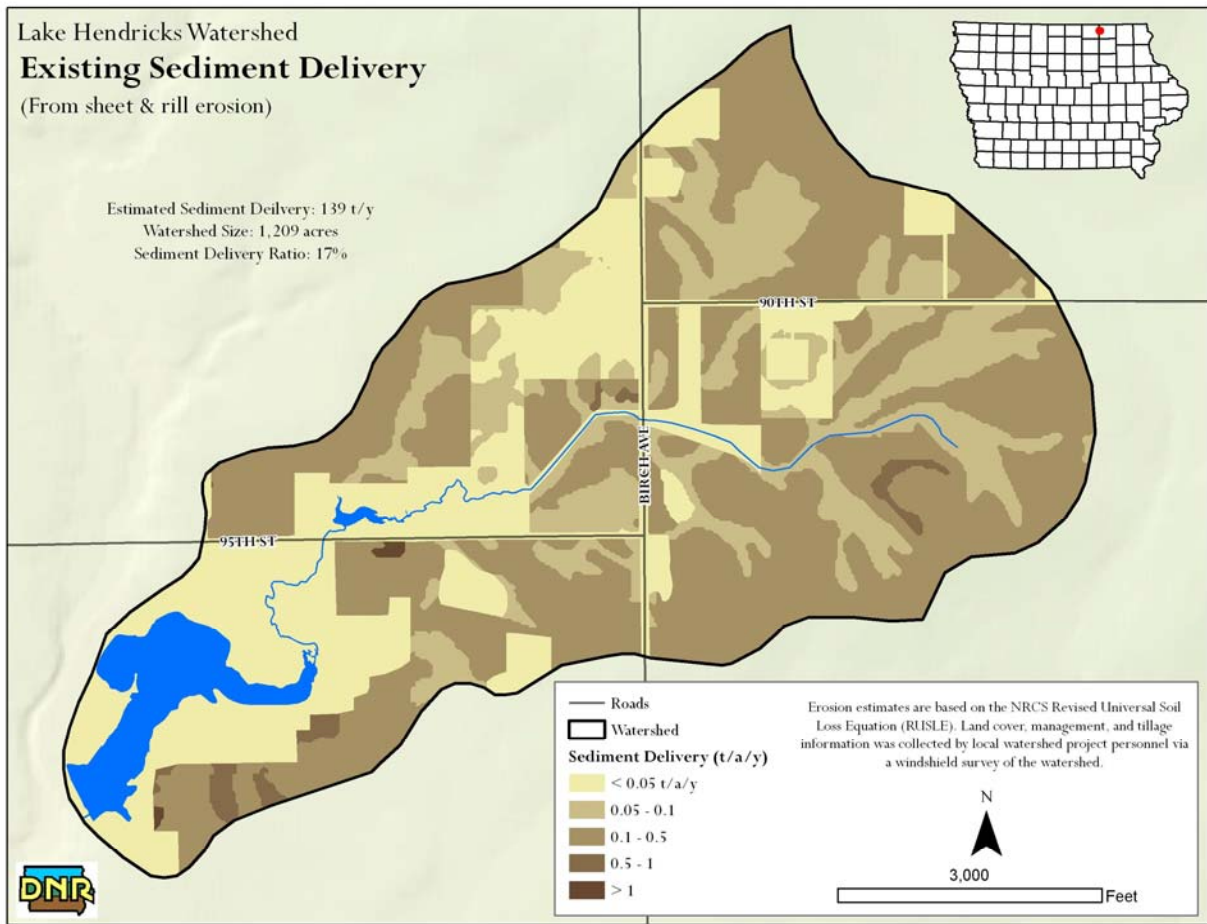 Lake Hendricks Watershed
Existing Sediment Delivery
(From sheet & rill erosion)
Estimated Sediment Deilvery: 139 t/y
Watershed Size: 1,209 acres
Sediment Delivery Ratio: 17%
90TH ST
BIRCH AVE
95TH ST
Roads
Watershed
Sediment Delivery (t/a/y)
< 0.05 t/a/y
0.05 - 0.1
0.1 - 0.5
0.5 - 1
> 1
Erosion estimates are based on the NRCS Revised Universal Soil
Loss Equation (RUSLE). Land cover, management, and tillage
information was collected by local watershed project personnel via
a windshield survey of the watershed.
N
3,000
Feet
DNR